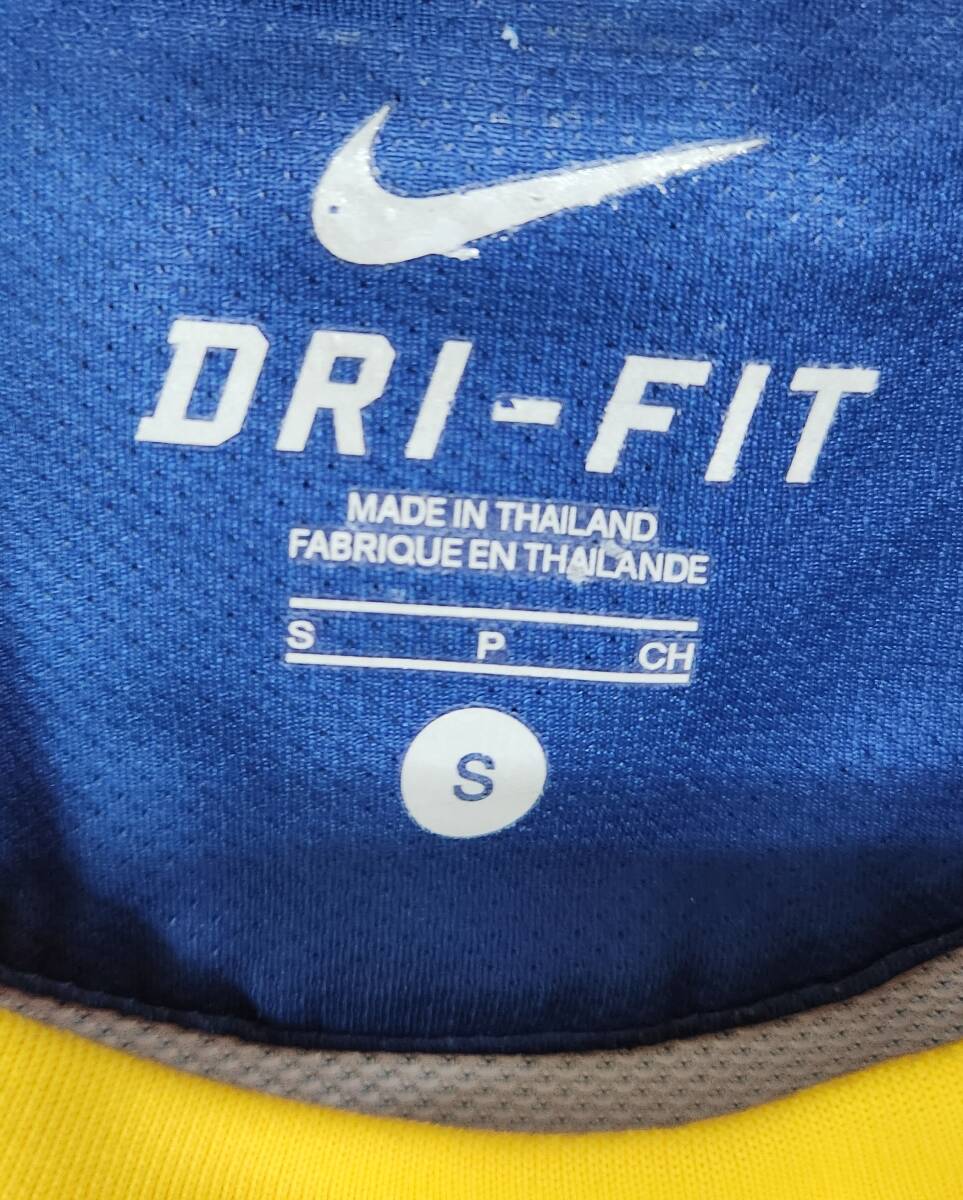 DRI-FIT
MADE IN THAILAND
FABRIQUE EN THAILANDE
S P CH
S